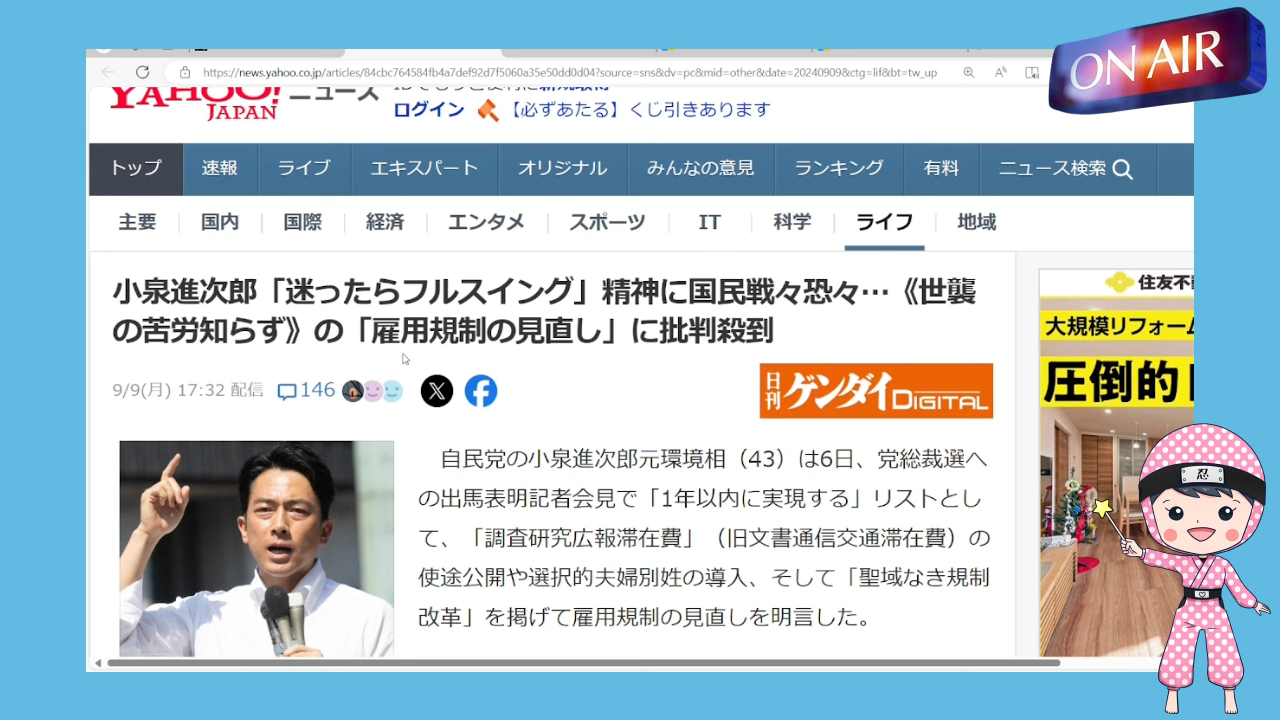 ON AIR
https://news.yahoo.co.jp/articles/84cbc764584fb4a7def92d7f5060a35e50dd0d04?source=sns&dv=pc&mid=other&date=20240909&ctg=lif&bt=tw_up
YAHOO! ニュース
JAPAN
ログイン 【必ずあたる】くじ引きあります
トップ 速報 ライブ エキスパート オリジナル みんなの意見 ランキング 有料 ニュース検索
主要 国内 国際 経済 エンタメ スポーツ IT 科学 ライフ 地域
小泉進次郎「迷ったらフルスイング」精神に国民戦々恐々…《世襲
の苦労知らず》の「雇用規制の見直し」に批判殺到
9/9(月) 17:32 配信 146
日刊ゲンダイDIGITAL
自民党の小泉進次郎元環境相（43）は6日、党総裁選へ
の出馬表明記者会見で「1年以内に実現する」リストとし
て、「調査研究広報滞在費」（旧文書通信交通滞在費）の
使途公開や選択的夫婦別姓の導入、そして「聖域なき規制
改革」を掲げて雇用規制の見直しを明言した。
住友不
大規模リフォーム
圧倒的
忍